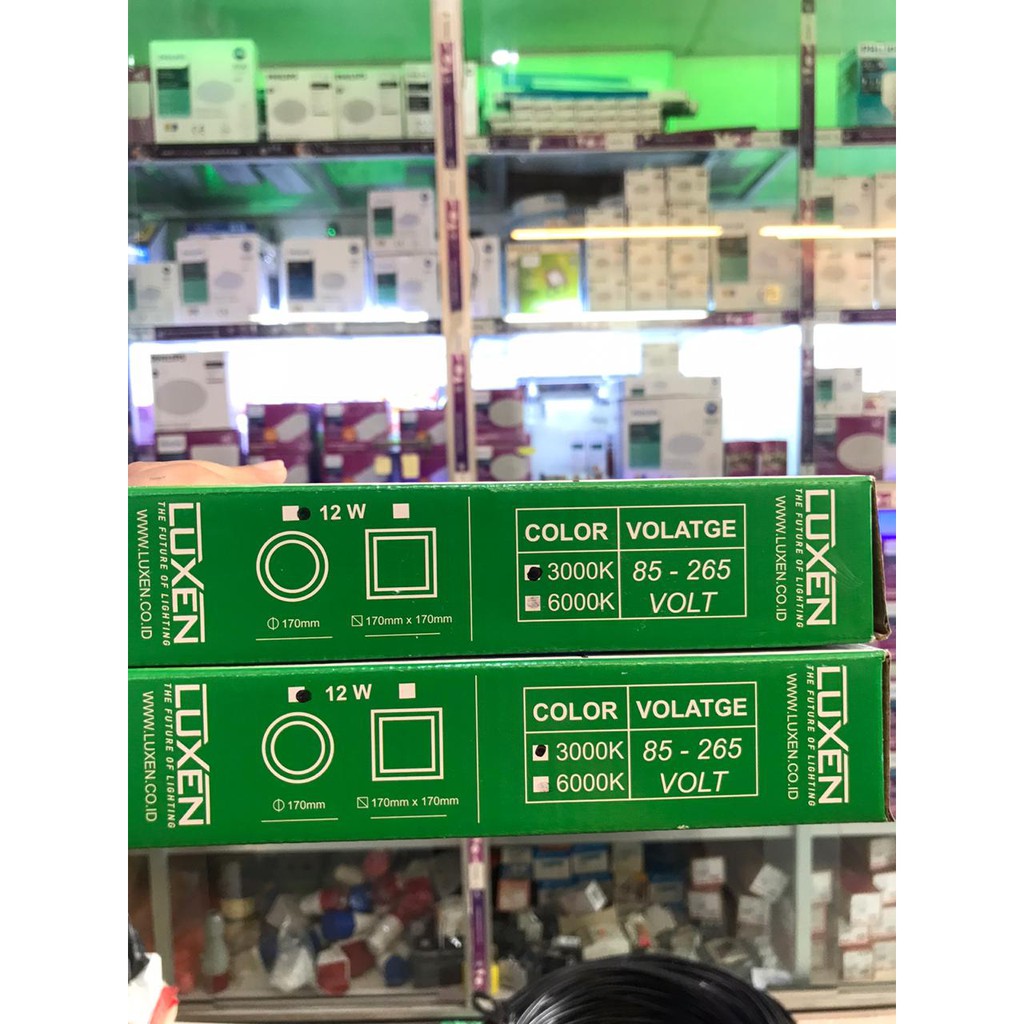 LUXEN
THE FUTURE OF LIGHTING
WWW.LUXEN.CO.ID
12 W
170mm
170mm x 170mm
COLOR VOLATGE
3000K 85 - 265
6000K VOLT
LUXEN
THE FUTURE OF LIGHTING
WWW.LUXEN.CO.ID
LUXEN
THE FUTURE OF LIGHTING
WWW.LUXEN.CO.ID
12 W
170mm
170mm x 170mm
COLOR VOLATGE
3000K 85 - 265
6000K VOLT
LUXEN
THE FUTURE OF LIGHTING
WWW.LUXEN.CO.ID